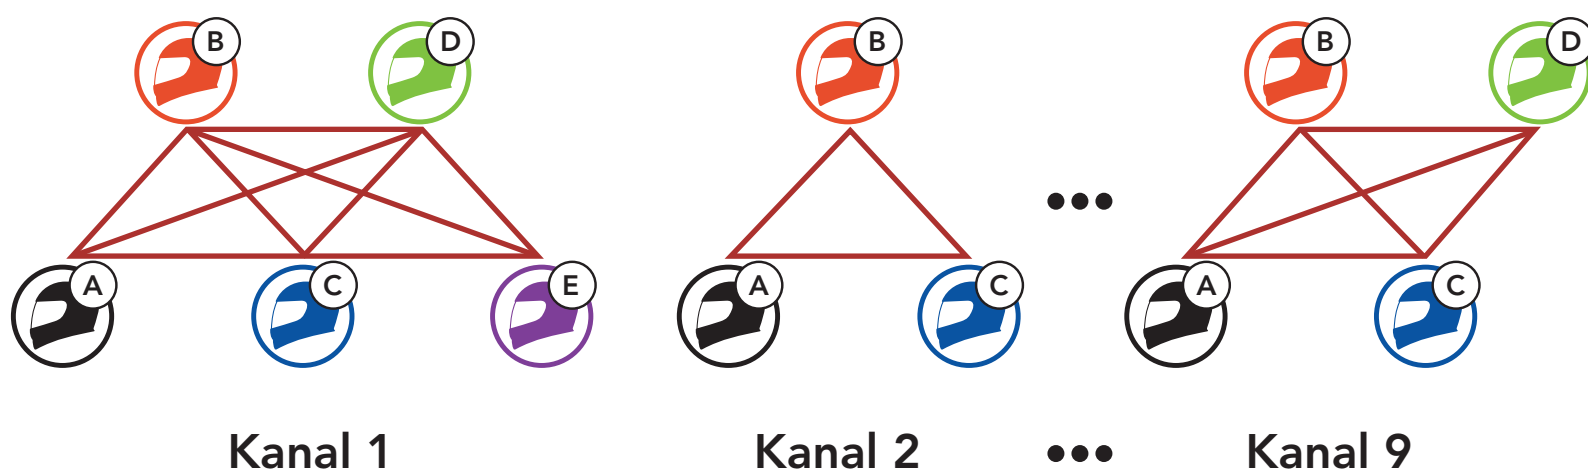 B D B B D
A C E A C A C
Kanal 1 Kanal 2 ••• Kanal 9